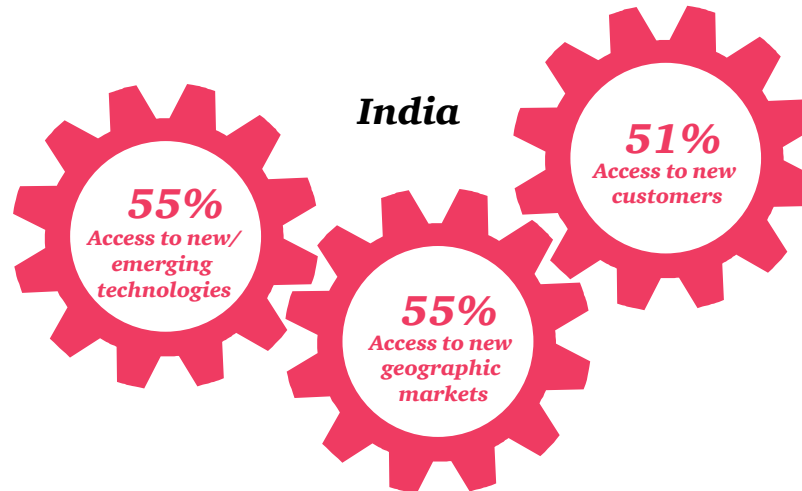 India
55%
Access to new/
emerging
technologies
55%
Access to new
geographic
markets
51%
Access to new
customers